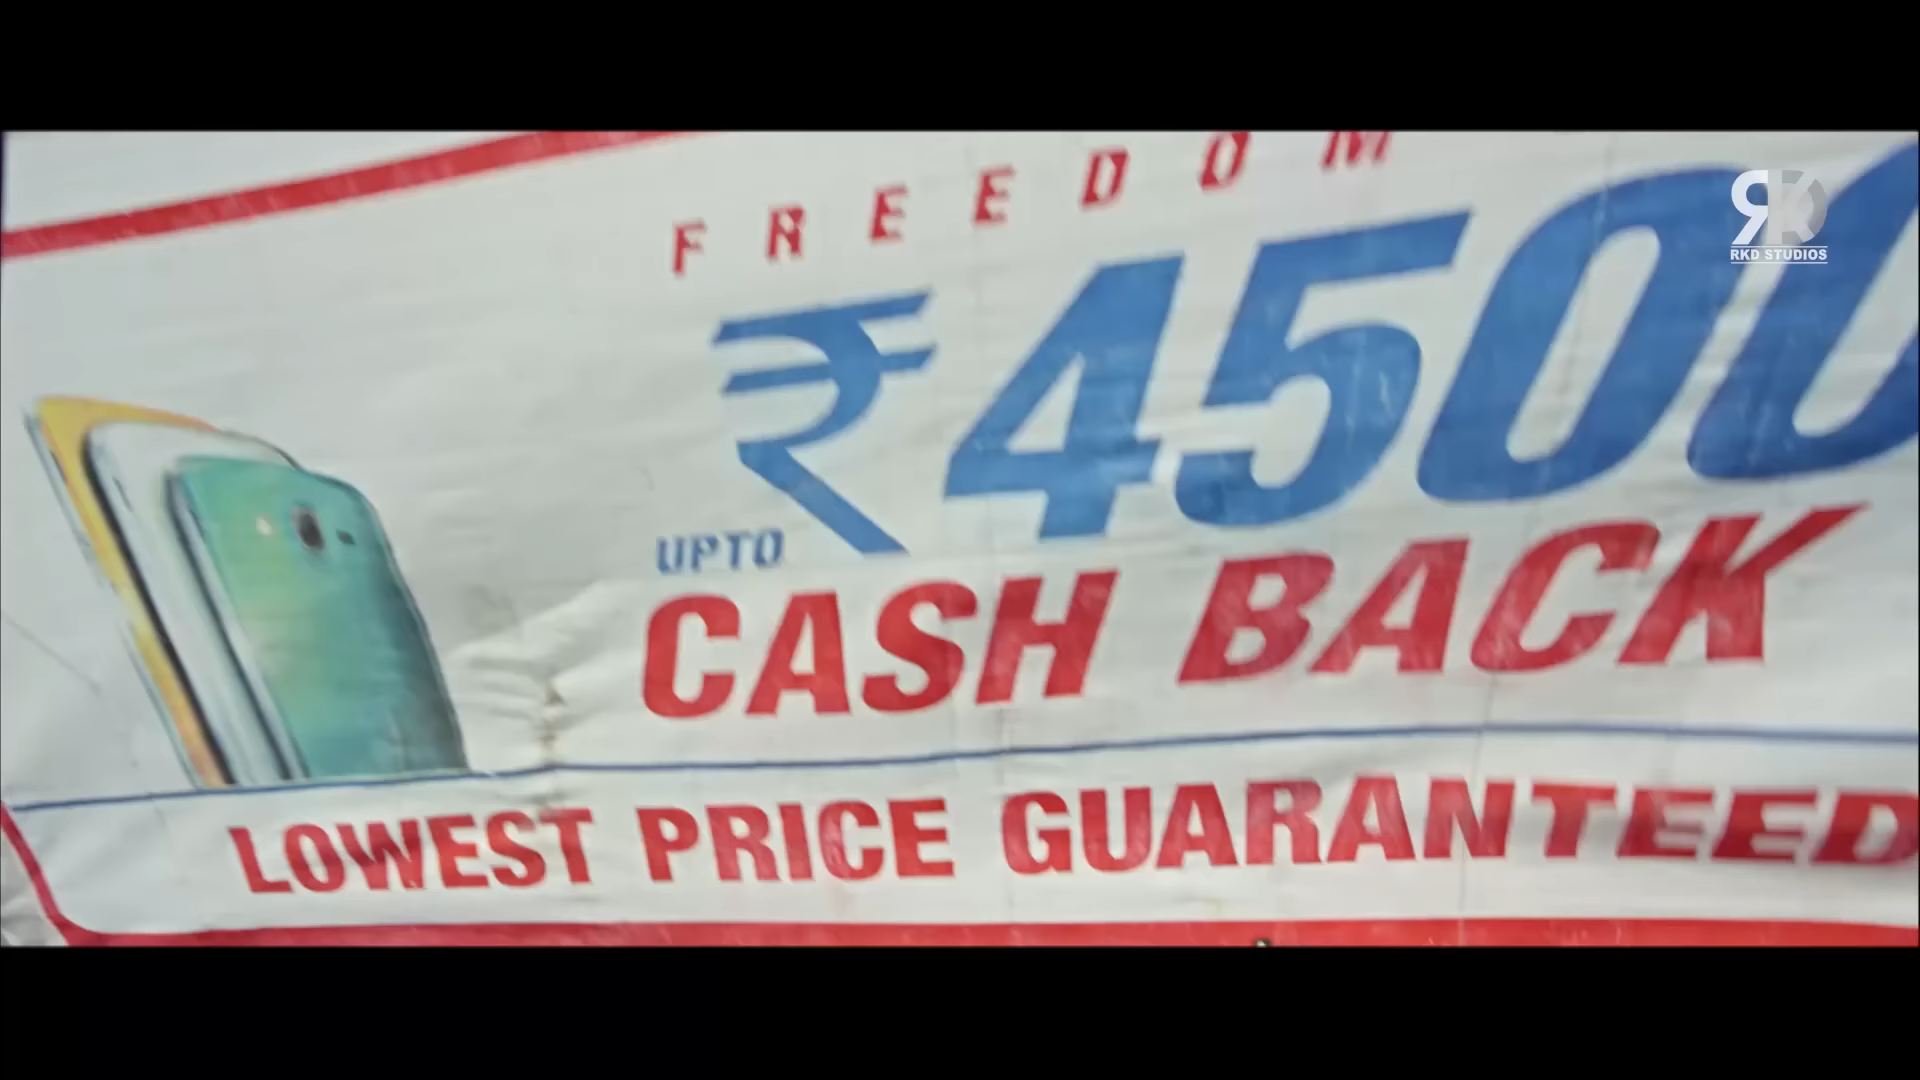 FREEDOM
₹4500
UPTO
CASH BACK
LOWEST PRICE GUARANTEED
RKD STUDIOS